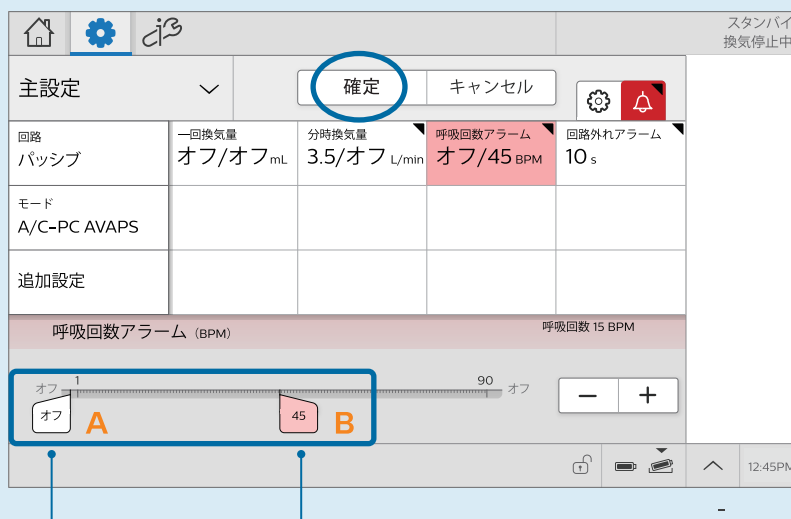 スタンバイ
換気停止中
主設定
確定
キャンセル
回路
パッシブ
一回換気量
オフ/オフ mL
分時換気量
3.5/オフ L/min
呼吸回数アラーム
オフ/45 BPM
回路外れアラーム
10 s
モード
A/C-PC AVAPS
追加設定
呼吸回数アラーム（BPM）
呼吸回数 15 BPM
オフ 1 90 オフ
オフ A 45 B
− +
12:45PM
-